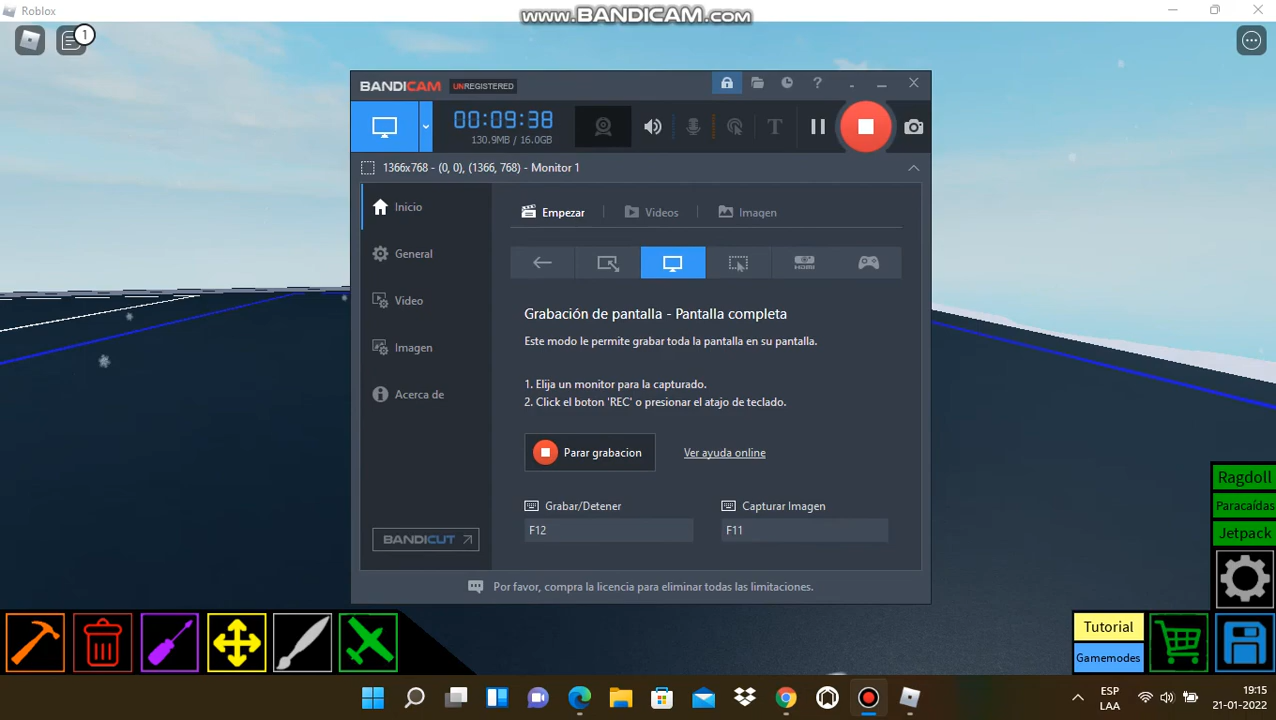 Roblox
www.BANDICAM.com
1
BANDICAM UNREGISTERED
00:09:38
130.9MB / 16.0GB
1366x768 - (0, 0), (1366, 768) - Monitor 1
Inicio
General
Video
Imagen
Acerca de
BANDICUT
Empezar
Videos
Imagen
HDMI
Grabación de pantalla - Pantalla completa
Este modo le permite grabar toda la pantalla en su pantalla.
1. Elija un monitor para la capturado.
2. Click el boton 'REC' o presionar el atajo de teclado.
Parar grabacion
Ver ayuda online
Grabar/Detener
Capturar Imagen
F12
F11
Por favor, compra la licencia para eliminar todas las limitaciones.
Ragdoll
Paracaídas
Jetpack
Tutorial
Gamemodes
ESP
LAA
19:15
21-01-2022